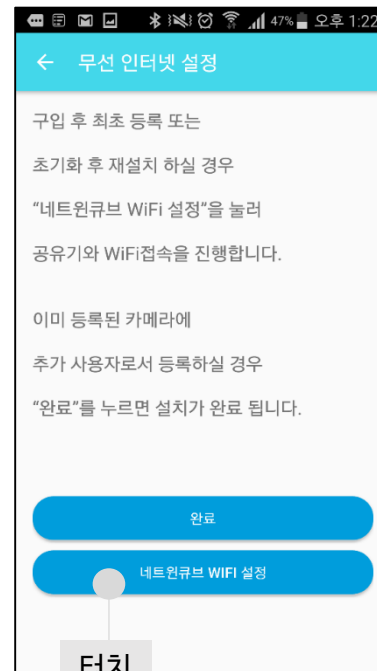 47% 오후 1:22
무선 인터넷 설정
구입 후 최초 등록 또는
초기화 후 재설치 하실 경우
“네트윈큐브 WiFi 설정“을 눌러
공유기와 WiFi접속을 진행합니다.
이미 등록된 카메라에
추가 사용자로서 등록하실 경우
“완료”를 누르면 설치가 완료 됩니다.
완료
네트윈큐브 WIFI 설정
터치